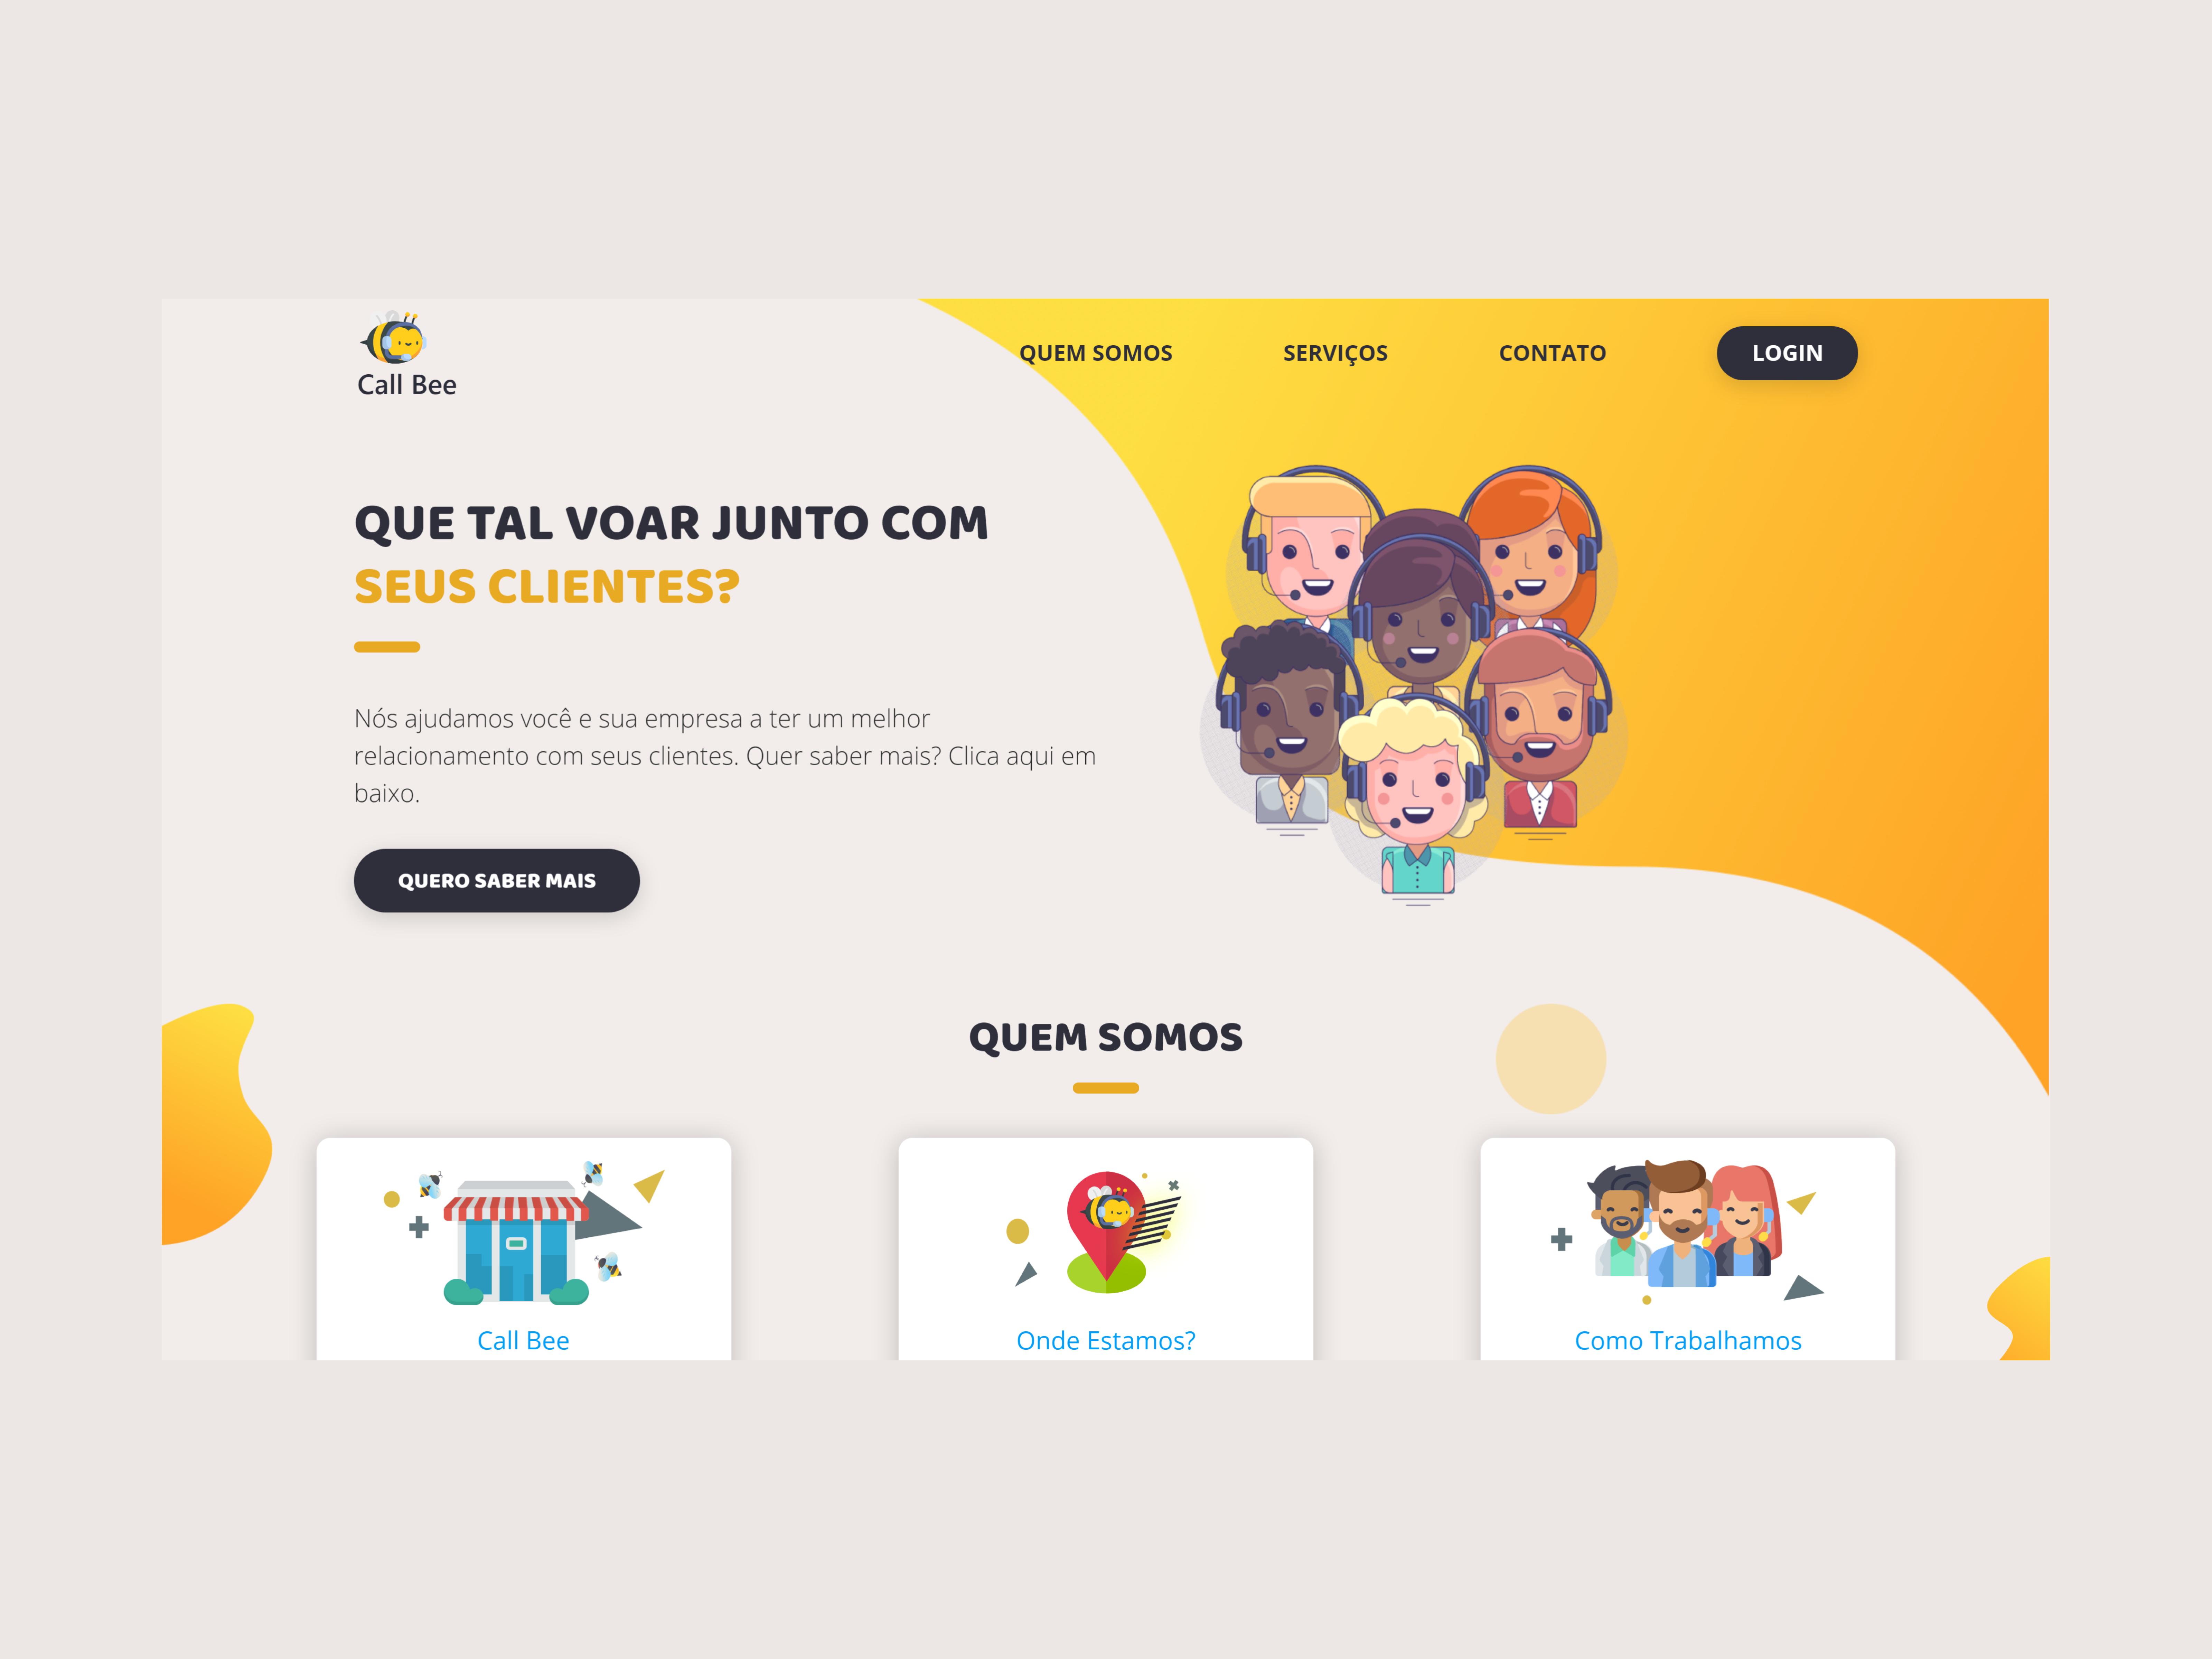 Call Bee
QUEM SOMOS
SERVIÇOS
CONTATO
LOGIN
QUE TAL VOAR JUNTO COM
SEUS CLIENTES?
Nós ajudamos você e sua empresa a ter um melhor
relacionamento com seus clientes. Quer saber mais? Clica aqui em
baixo.
QUERO SABER MAIS
QUEM SOMOS
Call Bee
Onde Estamos?
Como Trabalhamos